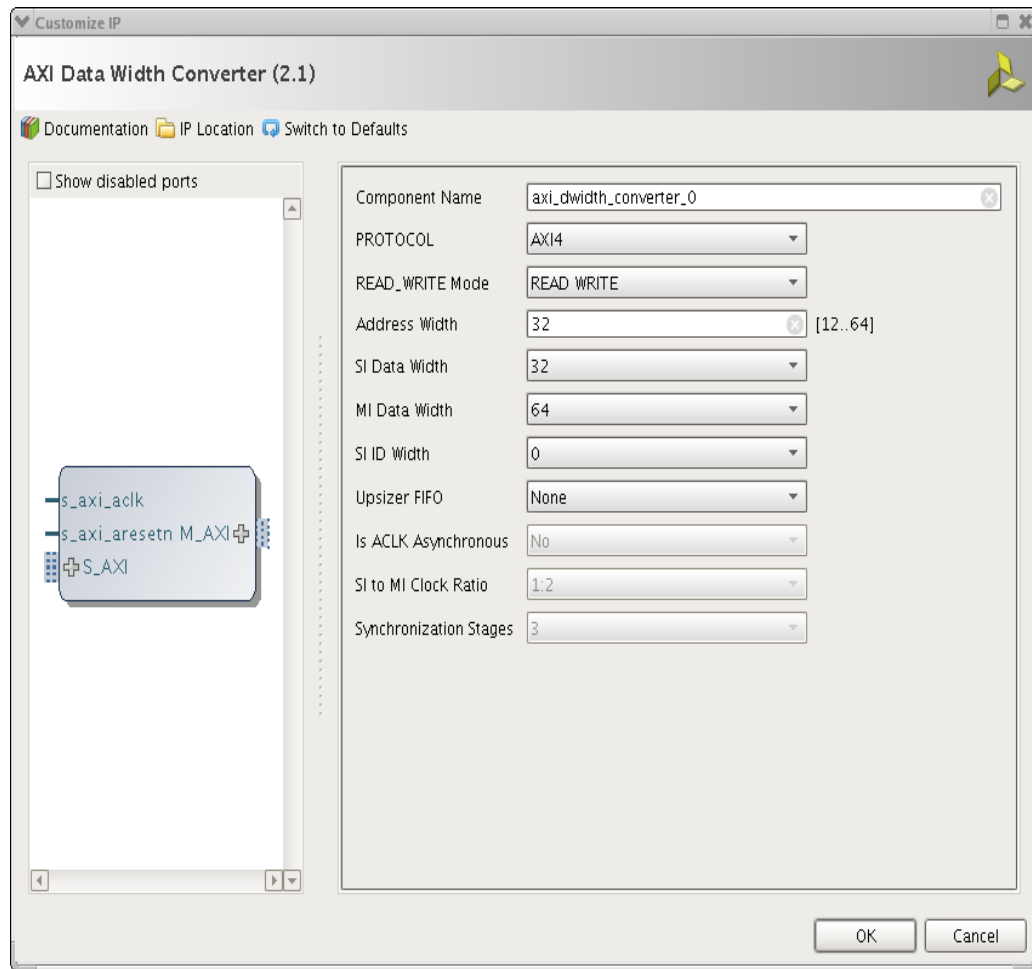 Customize IP
AXI Data Width Converter (2.1)
Documentation IP Location Switch to Defaults
Show disabled ports
s_axi_aclk
s_axi_aresetn M_AXI
S_AXI
Component Name axi_dwidth_converter_0
PROTOCOL AXI4
READ_WRITE Mode READ WRITE
Address Width 32 [12..64]
SI Data Width 32
MI Data Width 64
SI ID Width 0
Upsizer FIFO None
Is ACLK Asynchronous No
SI to MI Clock Ratio 1:2
Synchronization Stages 3
OK Cancel